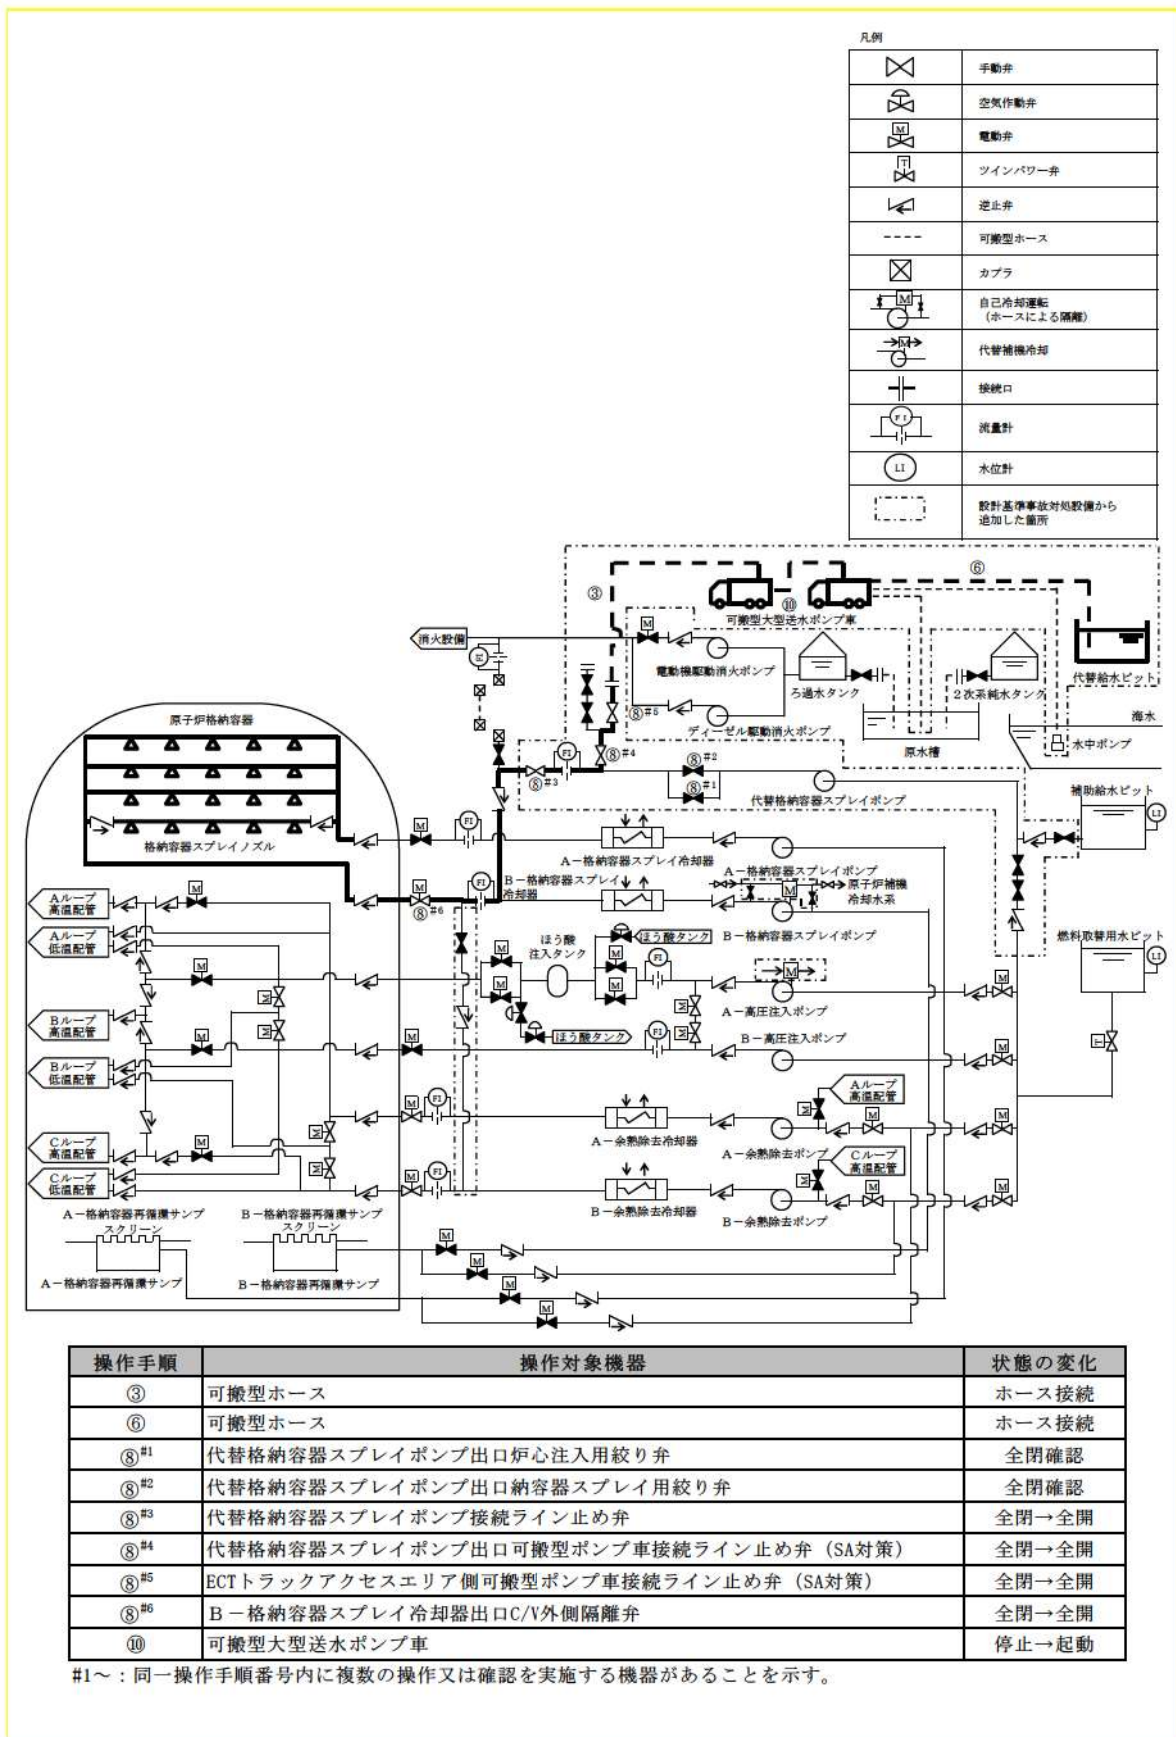 凡例
手動弁
空気作動弁
M
電動弁
T
ツインパワー弁
逆止弁
可搬型ホース
カプラ
M
自己冷却運転
(ホースによる隔離)
M
代替補機冷却
接続口
FI
流量計
LI
水位計
設計基準事故対処設備から
追加した箇所
③
⑥
⑩
可搬型大型送水ポンプ車
消火設備
M
FI
電動機駆動消火ポンプ
ろ過水タンク
2次系純水タンク
代替給水ピット
⑧#5
ディーゼル駆動消火ポンプ
原水槽
海水
水中ポンプ
原子炉格納容器
⑧#4
FI
⑧#3
⑧#2
⑧#1
代替格納容器スプレイポンプ
補助給水ピット
LI
格納容器スプレイノズル
M
FI
A-格納容器スプレイ冷却器
A-格納容器スプレイポンプ
B-格納容器スプレイ
冷却器
M
原子炉補機
冷却水系
M
⑧#6
FI
B-格納容器スプレイポンプ
Aループ
高温配管
M
Aループ
低温配管
ほう酸
注入タンク
ほう酸タンク
燃料取替用水ピット
LI
M
M
M
M
M
FI
M
M
A-高圧注入ポンプ
M
M
Bループ
高温配管
M
M
M
ほう酸タンク
FI
M
B-高圧注入ポンプ
M
T
Bループ
低温配管
M
FI
A-余熱除去冷却器
A-余熱除去ポンプ
Aループ
高温配管
M
M
M
Cループ
高温配管
M
M
M
Cループ
低温配管
M
FI
B-余熱除去冷却器
B-余熱除去ポンプ
Cループ
高温配管
M
M
M
A-格納容器再循環サンプ
スクリーン
B-格納容器再循環サンプ
スクリーン
A-格納容器再循環サンプ
B-格納容器再循環サンプ
M
M
M
M
操作手順 操作対象機器 状態の変化
③ 可搬型ホース ホース接続
⑥ 可搬型ホース ホース接続
⑧#1 代替格納容器スプレイポンプ出口炉心注入用絞り弁 全閉確認
⑧#2 代替格納容器スプレイポンプ出口納容器スプレイ用絞り弁 全閉確認
⑧#3 代替格納容器スプレイポンプ接続ライン止め弁 全閉→全開
⑧#4 代替格納容器スプレイポンプ出口可搬型ポンプ車接続ライン止め弁(SA対策) 全閉→全開
⑧#5 ECTトラックアクセスエリア側可搬型ポンプ車接続ライン止め弁(SA対策) 全閉→全開
⑧#6 B-格納容器スプレイ冷却器出口C/V外側隔離弁 全閉→全開
⑩ 可搬型大型送水ポンプ車 停止→起動
#1~:同一操作手順番号内に複数の操作又は確認を実施する機器があることを示す。